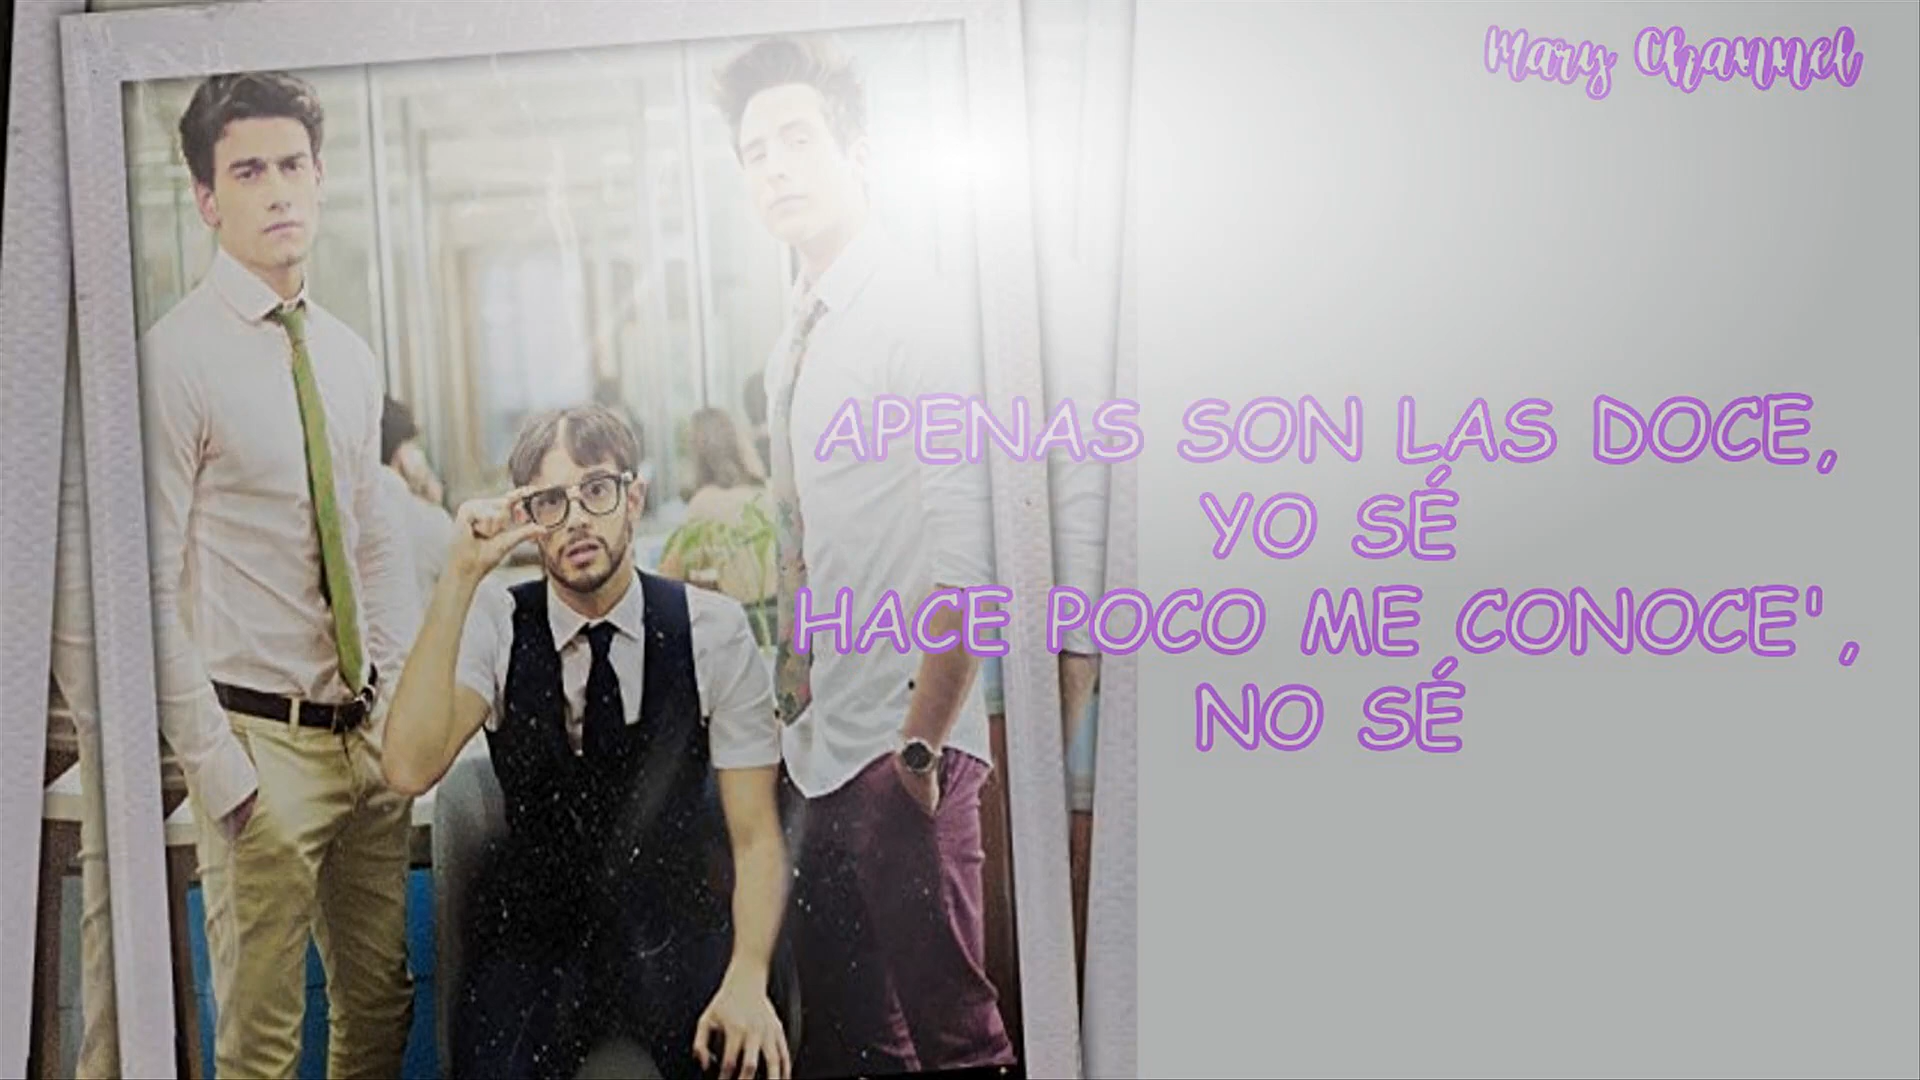 Mary Channel
APENAS SON LAS DOCE,
YO SÉ
HACE POCO ME CONOCE',
NO SÉ